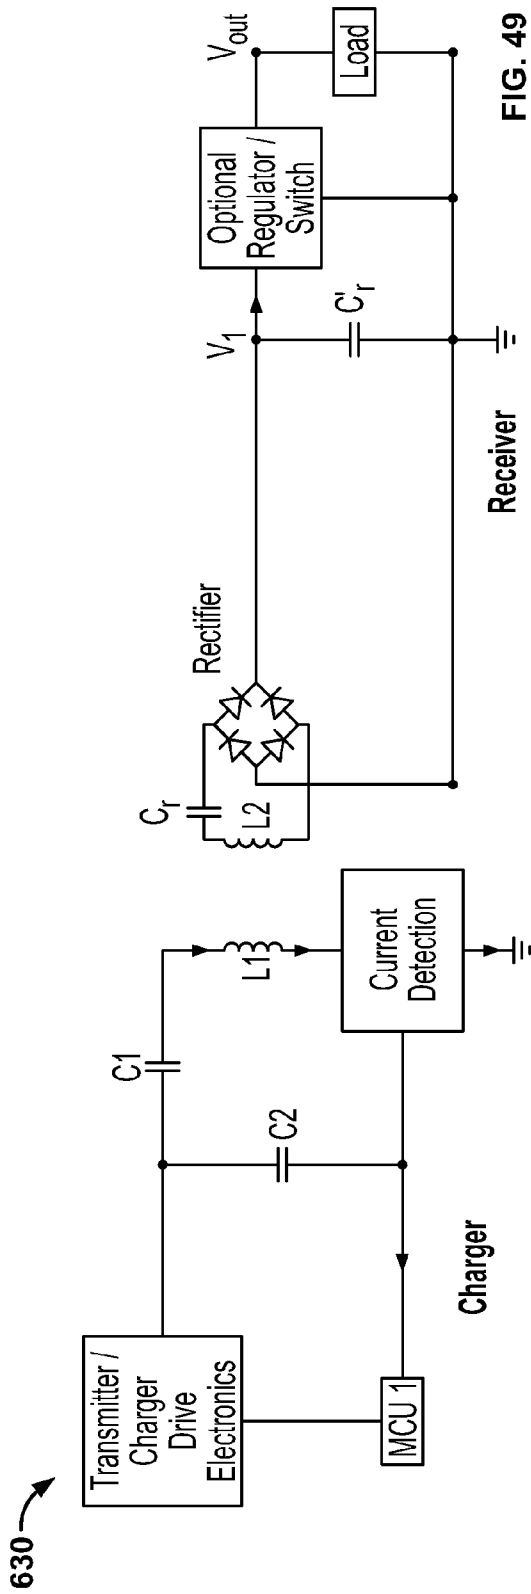 630
Transmitter /
Charger
Drive
Electronics
MCU 1
C1
C2
L1
Current
Detection
Charger
Cr
L2
Rectifier
V1
C'r
Optional
Regulator /
Switch
Vout
Load
Receiver
FIG. 49